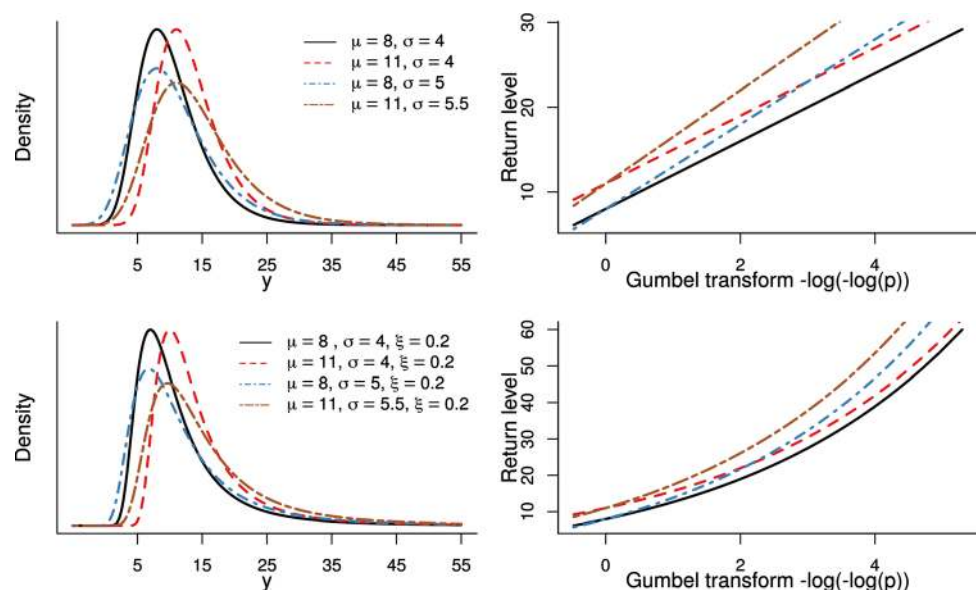 Density
μ = 8, σ = 4
μ = 11, σ = 4
μ = 8, σ = 5
μ = 11, σ = 5.5
5 15 25 35 45 55
y
Return level
10 20 30
0 2 4
Gumbel transform -log(-log(p))
Density
μ = 8 , σ = 4, ξ = 0.2
μ = 11, σ = 4, ξ = 0.2
μ = 8, σ = 5, ξ = 0.2
μ = 11, σ = 5.5, ξ = 0.2
5 15 25 35 45 55
y
Return level
10 20 30 40 50 60
0 2 4
Gumbel transform -log(-log(p))